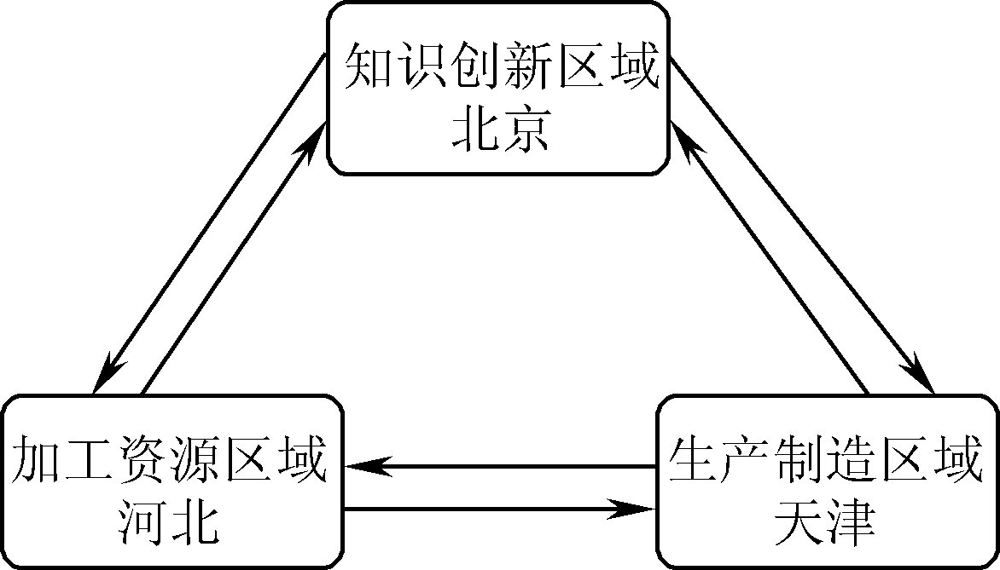 知识创新区域
北京
加工资源区域
河北
生产制造区域
天津